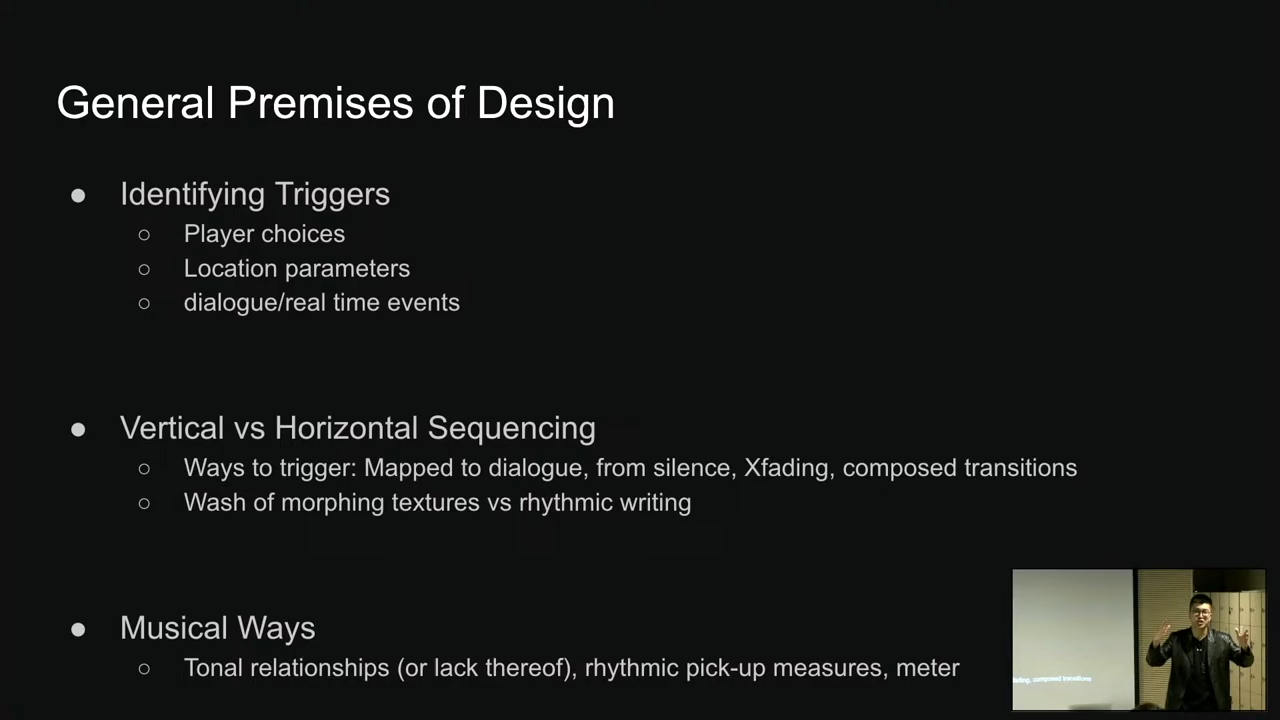 General Premises of Design
● Identifying Triggers
○ Player choices
○ Location parameters
○ dialogue/real time events
● Vertical vs Horizontal Sequencing
○ Ways to trigger: Mapped to dialogue, from silence, Xfading, composed transitions
○ Wash of morphing textures vs rhythmic writing
● Musical Ways
○ Tonal relationships (or lack thereof), rhythmic pick-up measures, meter
composed transitions